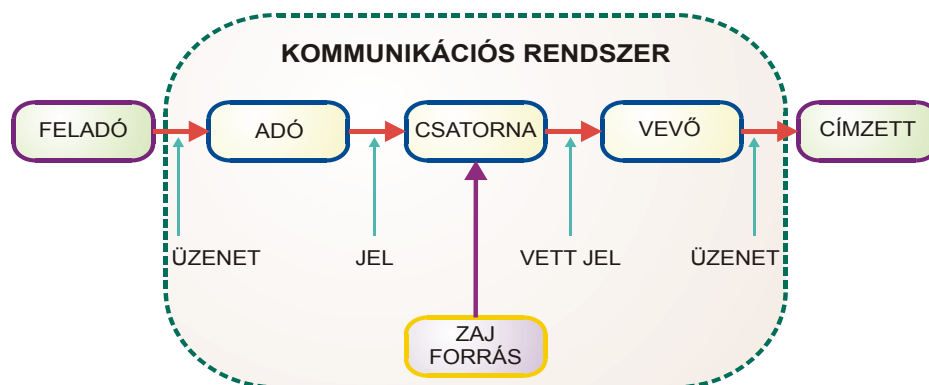 KOMMUNIKÁCIÓS RENDSZER
FELADÓ
ADÓ
CSATORNA
VEVŐ
CÍMZETT
ÜZENET
JEL
VETT JEL
ÜZENET
ZAJ
FORRÁS